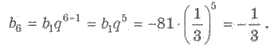 b₆ = b₁q⁶⁻¹ = b₁q⁵ = −81 · (1/3)⁵ = −1/3.